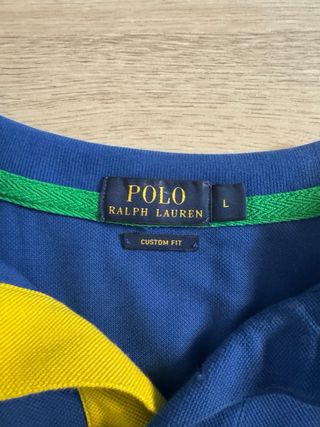 POLO
RALPH LAUREN
L
CUSTOM FIT